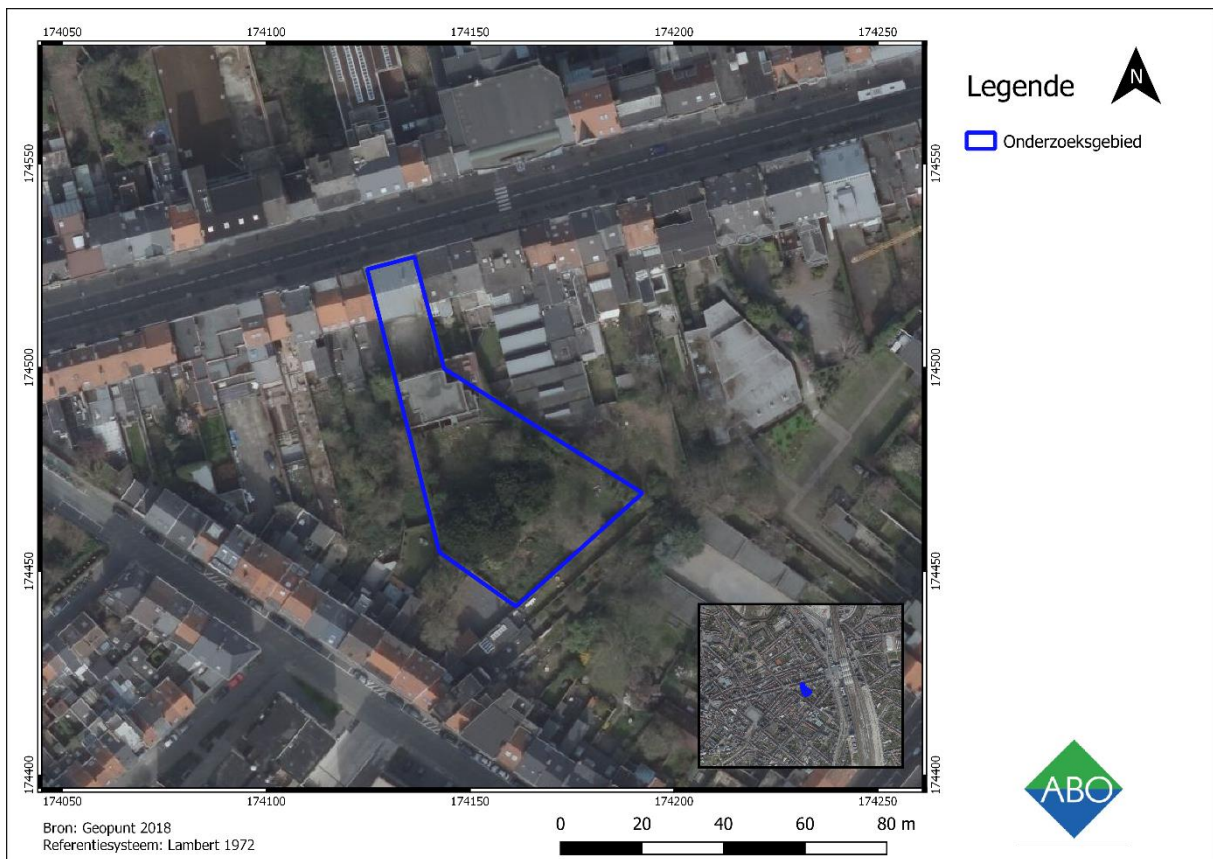 174050 174100 174150 174200 174250
174550 174550
174500 174500
174450 174450
174400 174400
174050 174100 174150 174200 174250
Legende
N
Onderzoeksgebied
ABO
Bron: Geopunt 2018
Referentiesysteem: Lambert 1972
0 20 40 60 80 m